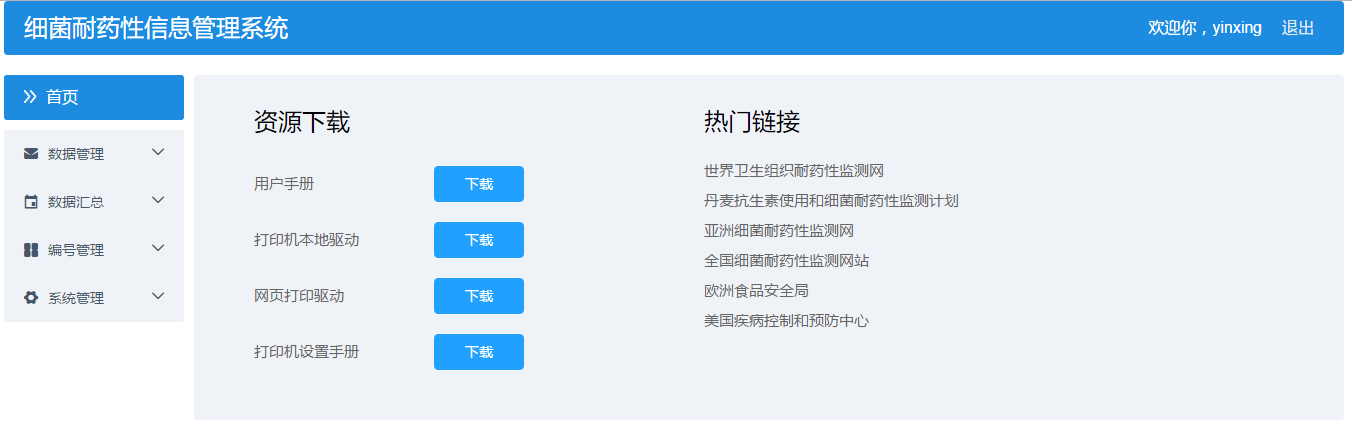 细菌耐药性信息管理系统
欢迎你，yinxing 退出
首页
数据管理
数据汇总
编号管理
系统管理
资源下载
用户手册 下载
打印机本地驱动 下载
网页打印驱动 下载
打印机设置手册 下载
热门链接
世界卫生组织耐药性监测网
丹麦抗生素使用和细菌耐药性监测计划
亚洲细菌耐药性监测网
全国细菌耐药性监测网站
欧洲食品安全局
美国疾病控制和预防中心